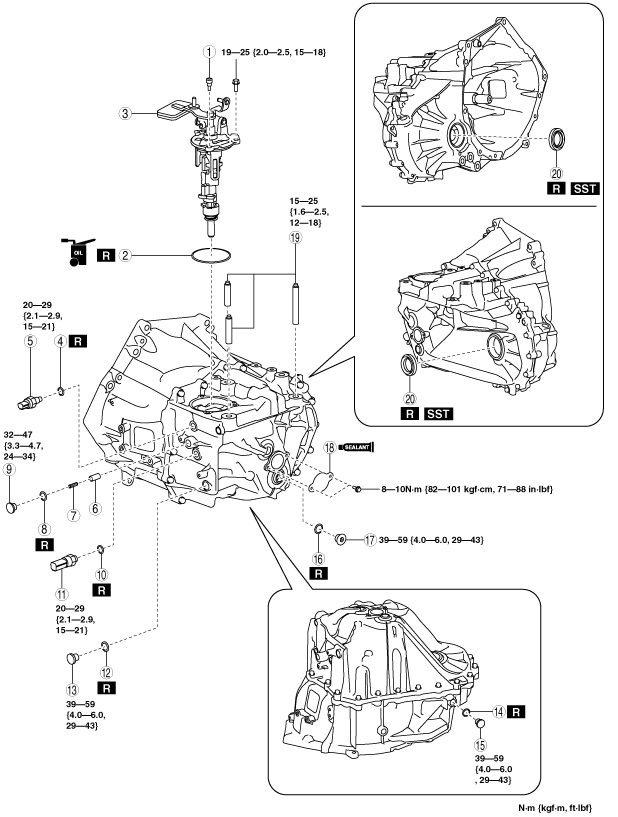 1 19—25 {2.0—2.5, 15—18}
3
20
R SST
15—25
{1.6—2.5,
12—18}
19
OIL R 2
20—29
{2.1—2.9,
15—21}
5 4 R
20
R SST
32—47
{3.3—4.7,
24—34}
9
18 SEALANT
8—10N·m {82—101 kgf·cm, 71—88 in·lbf}
6
7
8
R
17 39—59 {4.0—6.0, 29—43}
16
R
10
R
11
20—29
{2.1—2.9,
15—21}
12
R
13
39—59
{4.0—6.0,
29—43}
14 R
15
39—59
{4.0—6.0
, 29—43}
N·m {kgf·m, ft·lbf}